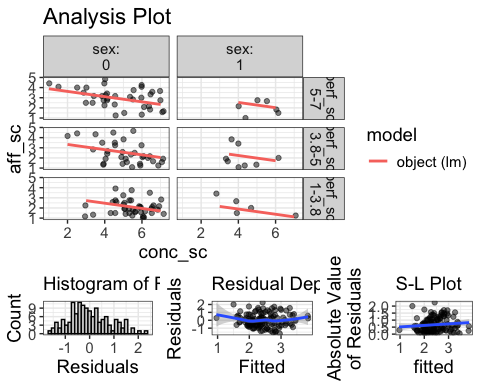 Analysis Plot
sex:
0
sex:
1
aff_sc
5
4
3
2
1
perf_sc
5-7
5
4
3
2
1
perf_sc
3.8-5
5
4
3
2
1
perf_sc
1-3.8
2 4 6 2 4 6
conc_sc
model
object (lm)
Histogram of F
Count
9
6
3
0
-1 0 1 2
Residuals
Residual Dep
Residuals
2
1
0
-1
1 2 3
Fitted
S-L Plot
Absolute Value
of Residuals
2.0
1.5
1.0
0.5
0.0
1 2 3
fitted